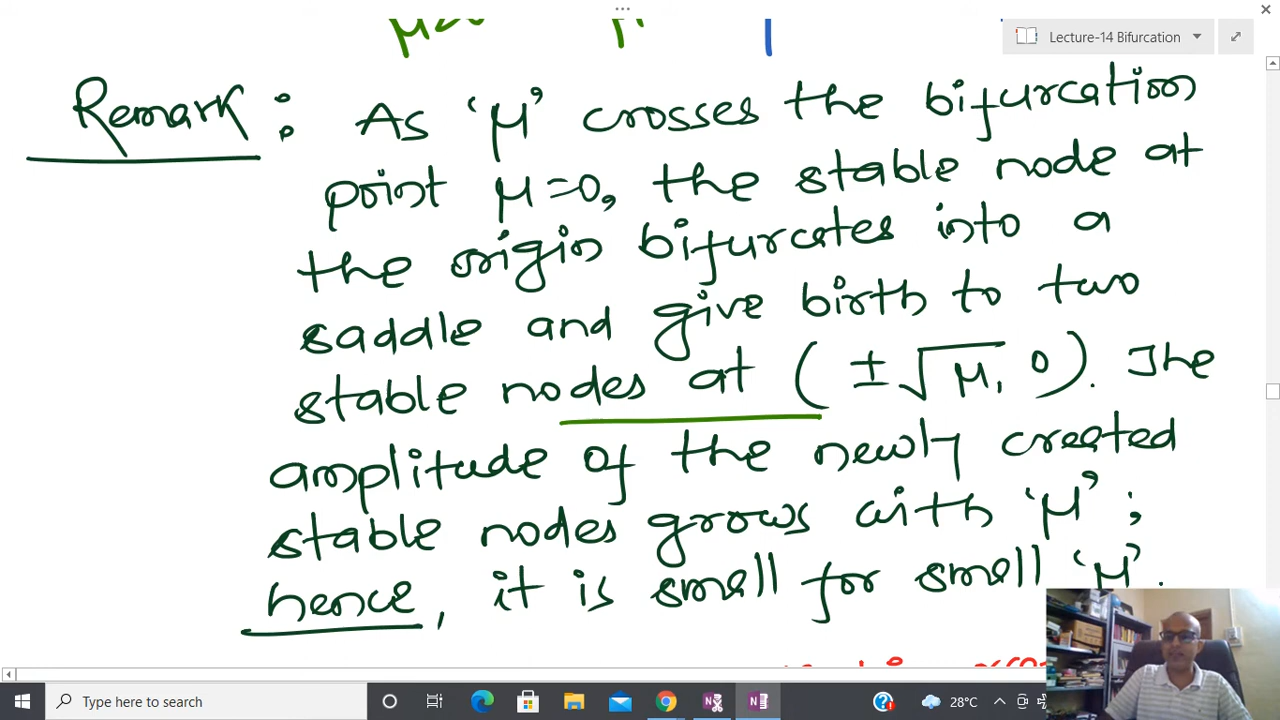 Lecture-14 Bifurcation
Remark : As 'μ' crosses the bifurcation
point μ=0, the stable node at
the origin bifurcates into a
saddle and give birth to two
stable nodes at (±√μ, 0). The
amplitude of the newly created
stable nodes grows with 'μ';
hence, it is small for small 'μ'.
Type here to search
28°C